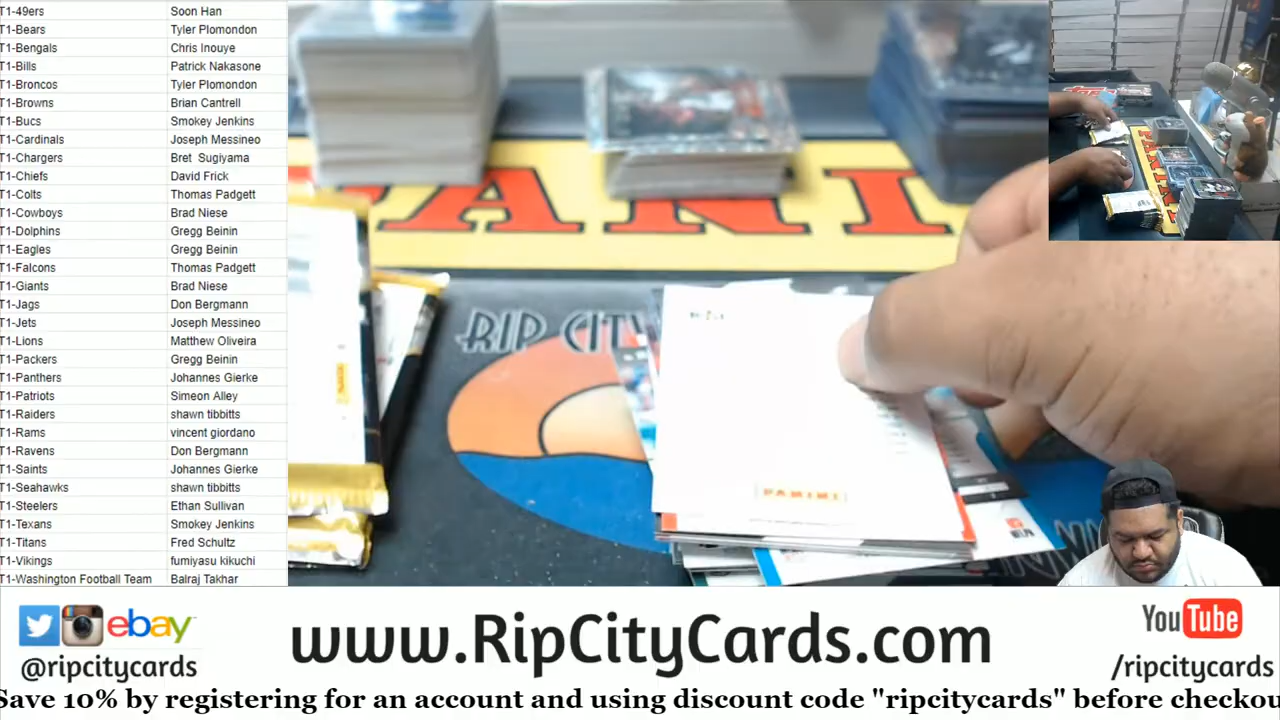 T1-49ers Soon Han
T1-Bears Tyler Plomondon
T1-Bengals Chris Inouye
T1-Bills Patrick Nakasone
T1-Broncos Tyler Plomondon
T1-Browns Brian Cantrell
T1-Bucs Smokey Jenkins
T1-Cardinals Joseph Messineo
T1-Chargers Bret Sugiyama
T1-Chiefs David Frick
T1-Colts Thomas Padgett
T1-Cowboys Brad Niese
T1-Dolphins Gregg Beinin
T1-Eagles Gregg Beinin
T1-Falcons Thomas Padgett
T1-Giants Brad Niese
T1-Jags Don Bergmann
T1-Jets Joseph Messineo
T1-Lions Matthew Oliveira
T1-Packers Gregg Beinin
T1-Panthers Johannes Gierke
T1-Patriots Simeon Alley
T1-Raiders shawn tibbitts
T1-Rams vincent giordano
T1-Ravens Don Bergmann
T1-Saints Johannes Gierke
T1-Seahawks shawn tibbitts
T1-Steelers Ethan Sullivan
T1-Texans Smokey Jenkins
T1-Titans Fred Schultz
T1-Vikings fumiyasu kikuchi
T1-Washington Football Team Balraj Takhar
PANI
RIP CITY
PANINI
PANINI
ebay
@ripcitycards
www.RipCityCards.com
YouTube
/ripcitycards
Save 10% by registering for an account and using discount code "ripcitycards" before checkou